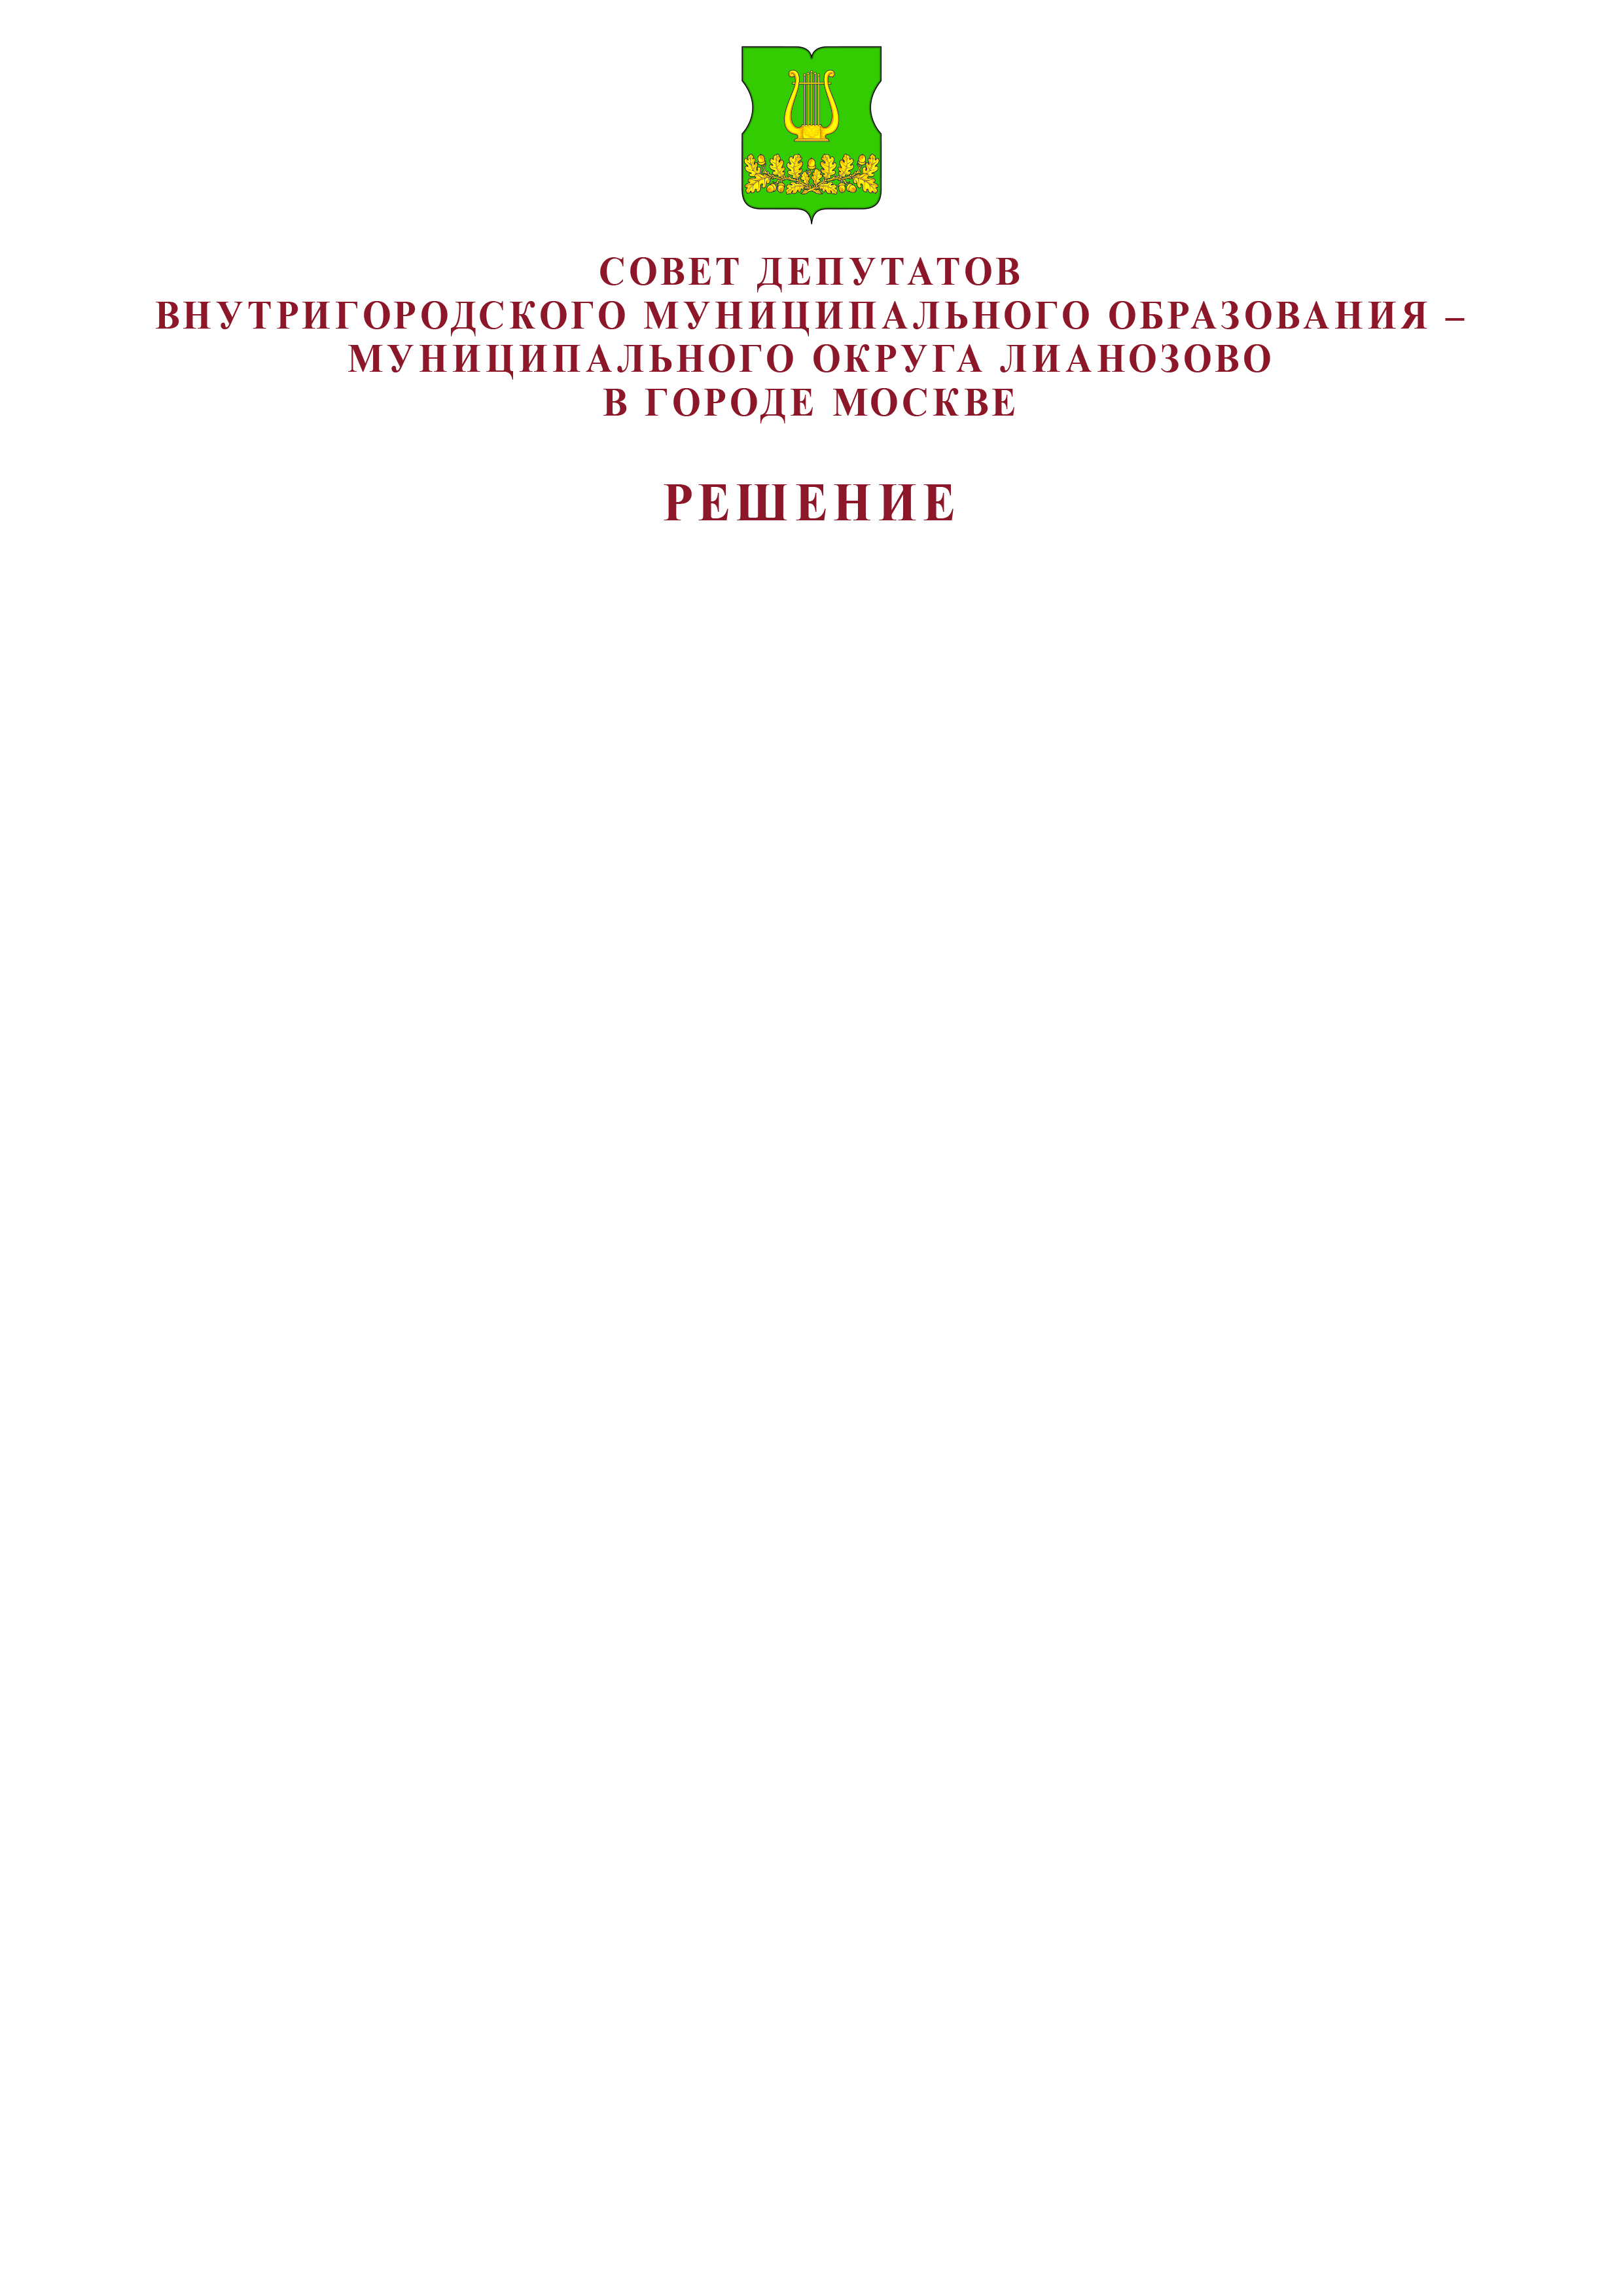 СОВЕТ ДЕПУТАТОВ
ВНУТРИГОРОДСКОГО МУНИЦИПАЛЬНОГО ОБРАЗОВАНИЯ –
МУНИЦИПАЛЬНОГО ОКРУГА ЛИАНОЗОВО
В ГОРОДЕ МОСКВЕ
РЕШЕНИЕ